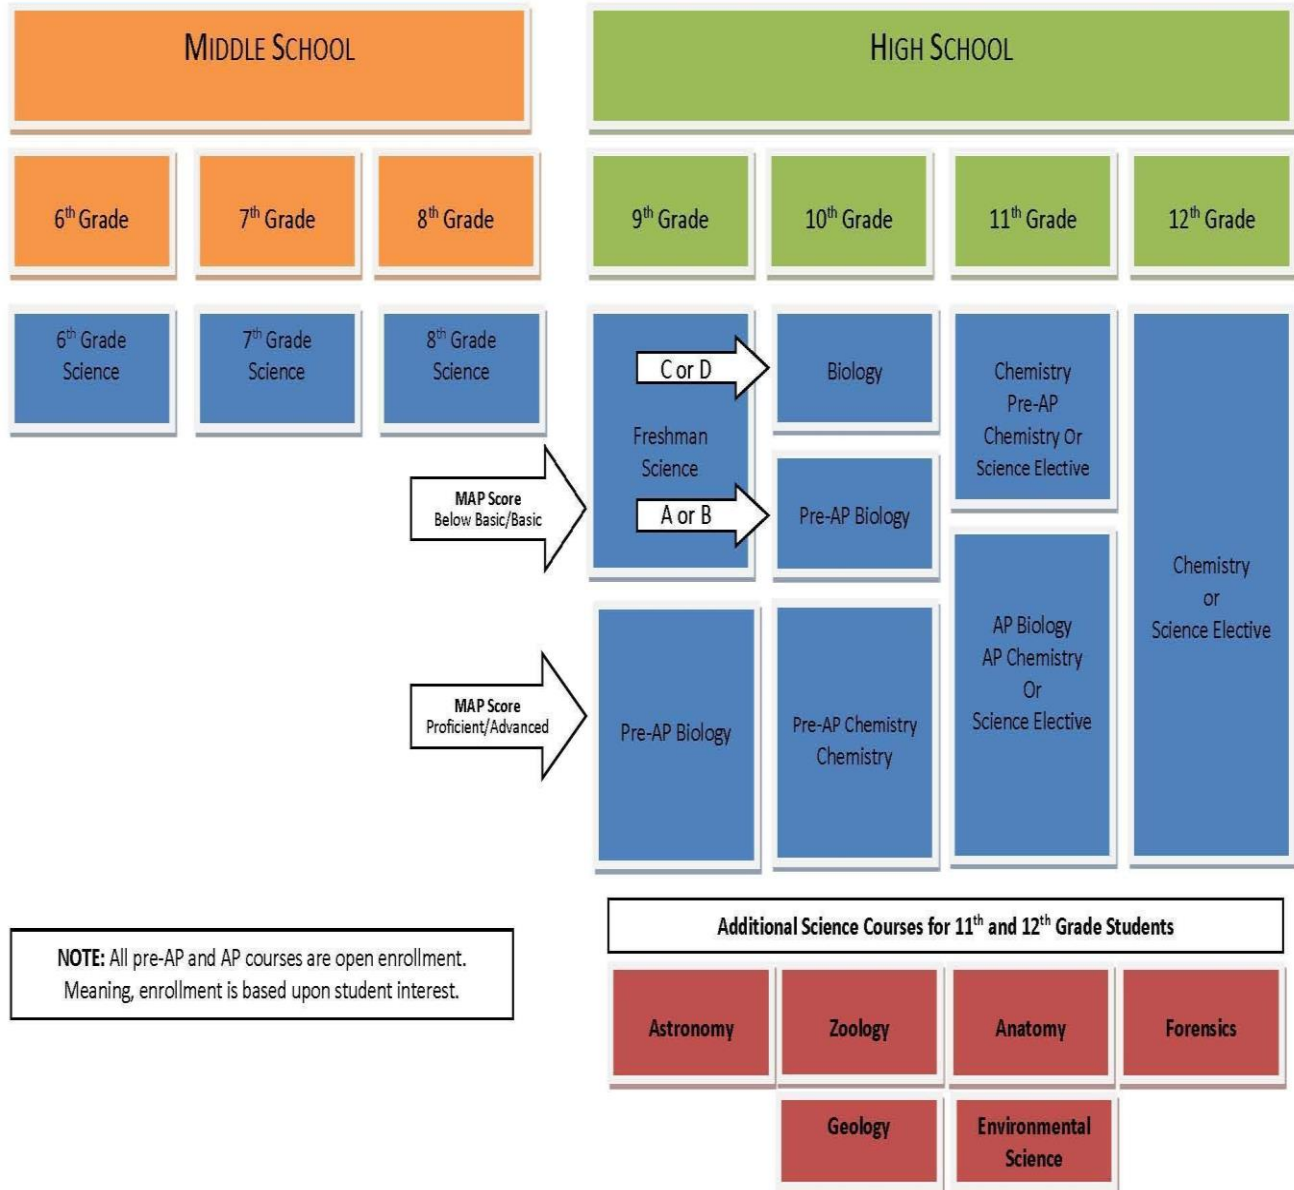 MIDDLE SCHOOL
HIGH SCHOOL
6th Grade
7th Grade
8th Grade
9th Grade
10th Grade
11th Grade
12th Grade
6th Grade
Science
7th Grade
Science
8th Grade
Science
Freshman
Science
C or D
A or B
Biology
Pre-AP Biology
Chemistry
Pre-AP
Chemistry Or
Science Elective
MAP Score
Below Basic/Basic
MAP Score
Proficient/Advanced
Pre-AP Biology
Pre-AP Chemistry
Chemistry
AP Biology
AP Chemistry
Or
Science Elective
Chemistry
or
Science Elective
NOTE: All pre-AP and AP courses are open enrollment.
Meaning, enrollment is based upon student interest.
Additional Science Courses for 11th and 12th Grade Students
Astronomy
Zoology
Anatomy
Forensics
Geology
Environmental
Science